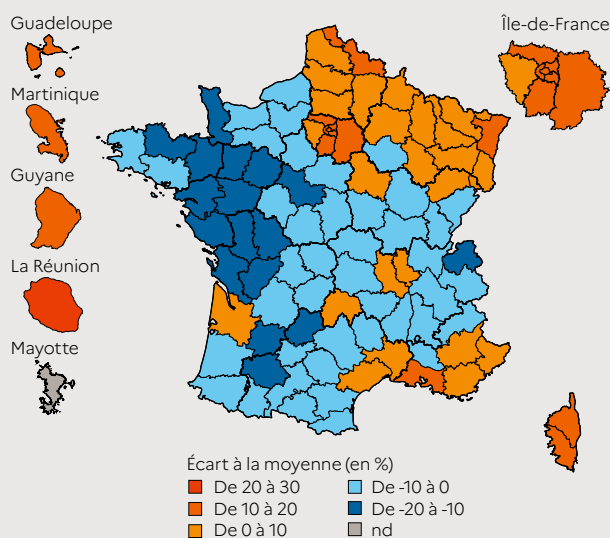 Guadeloupe
Île-de-France
Martinique
Guyane
La Réunion
Mayotte
Écart à la moyenne (en %)
De 20 à 30
De 10 à 20
De 0 à 10
De -10 à 0
De -20 à -10
nd